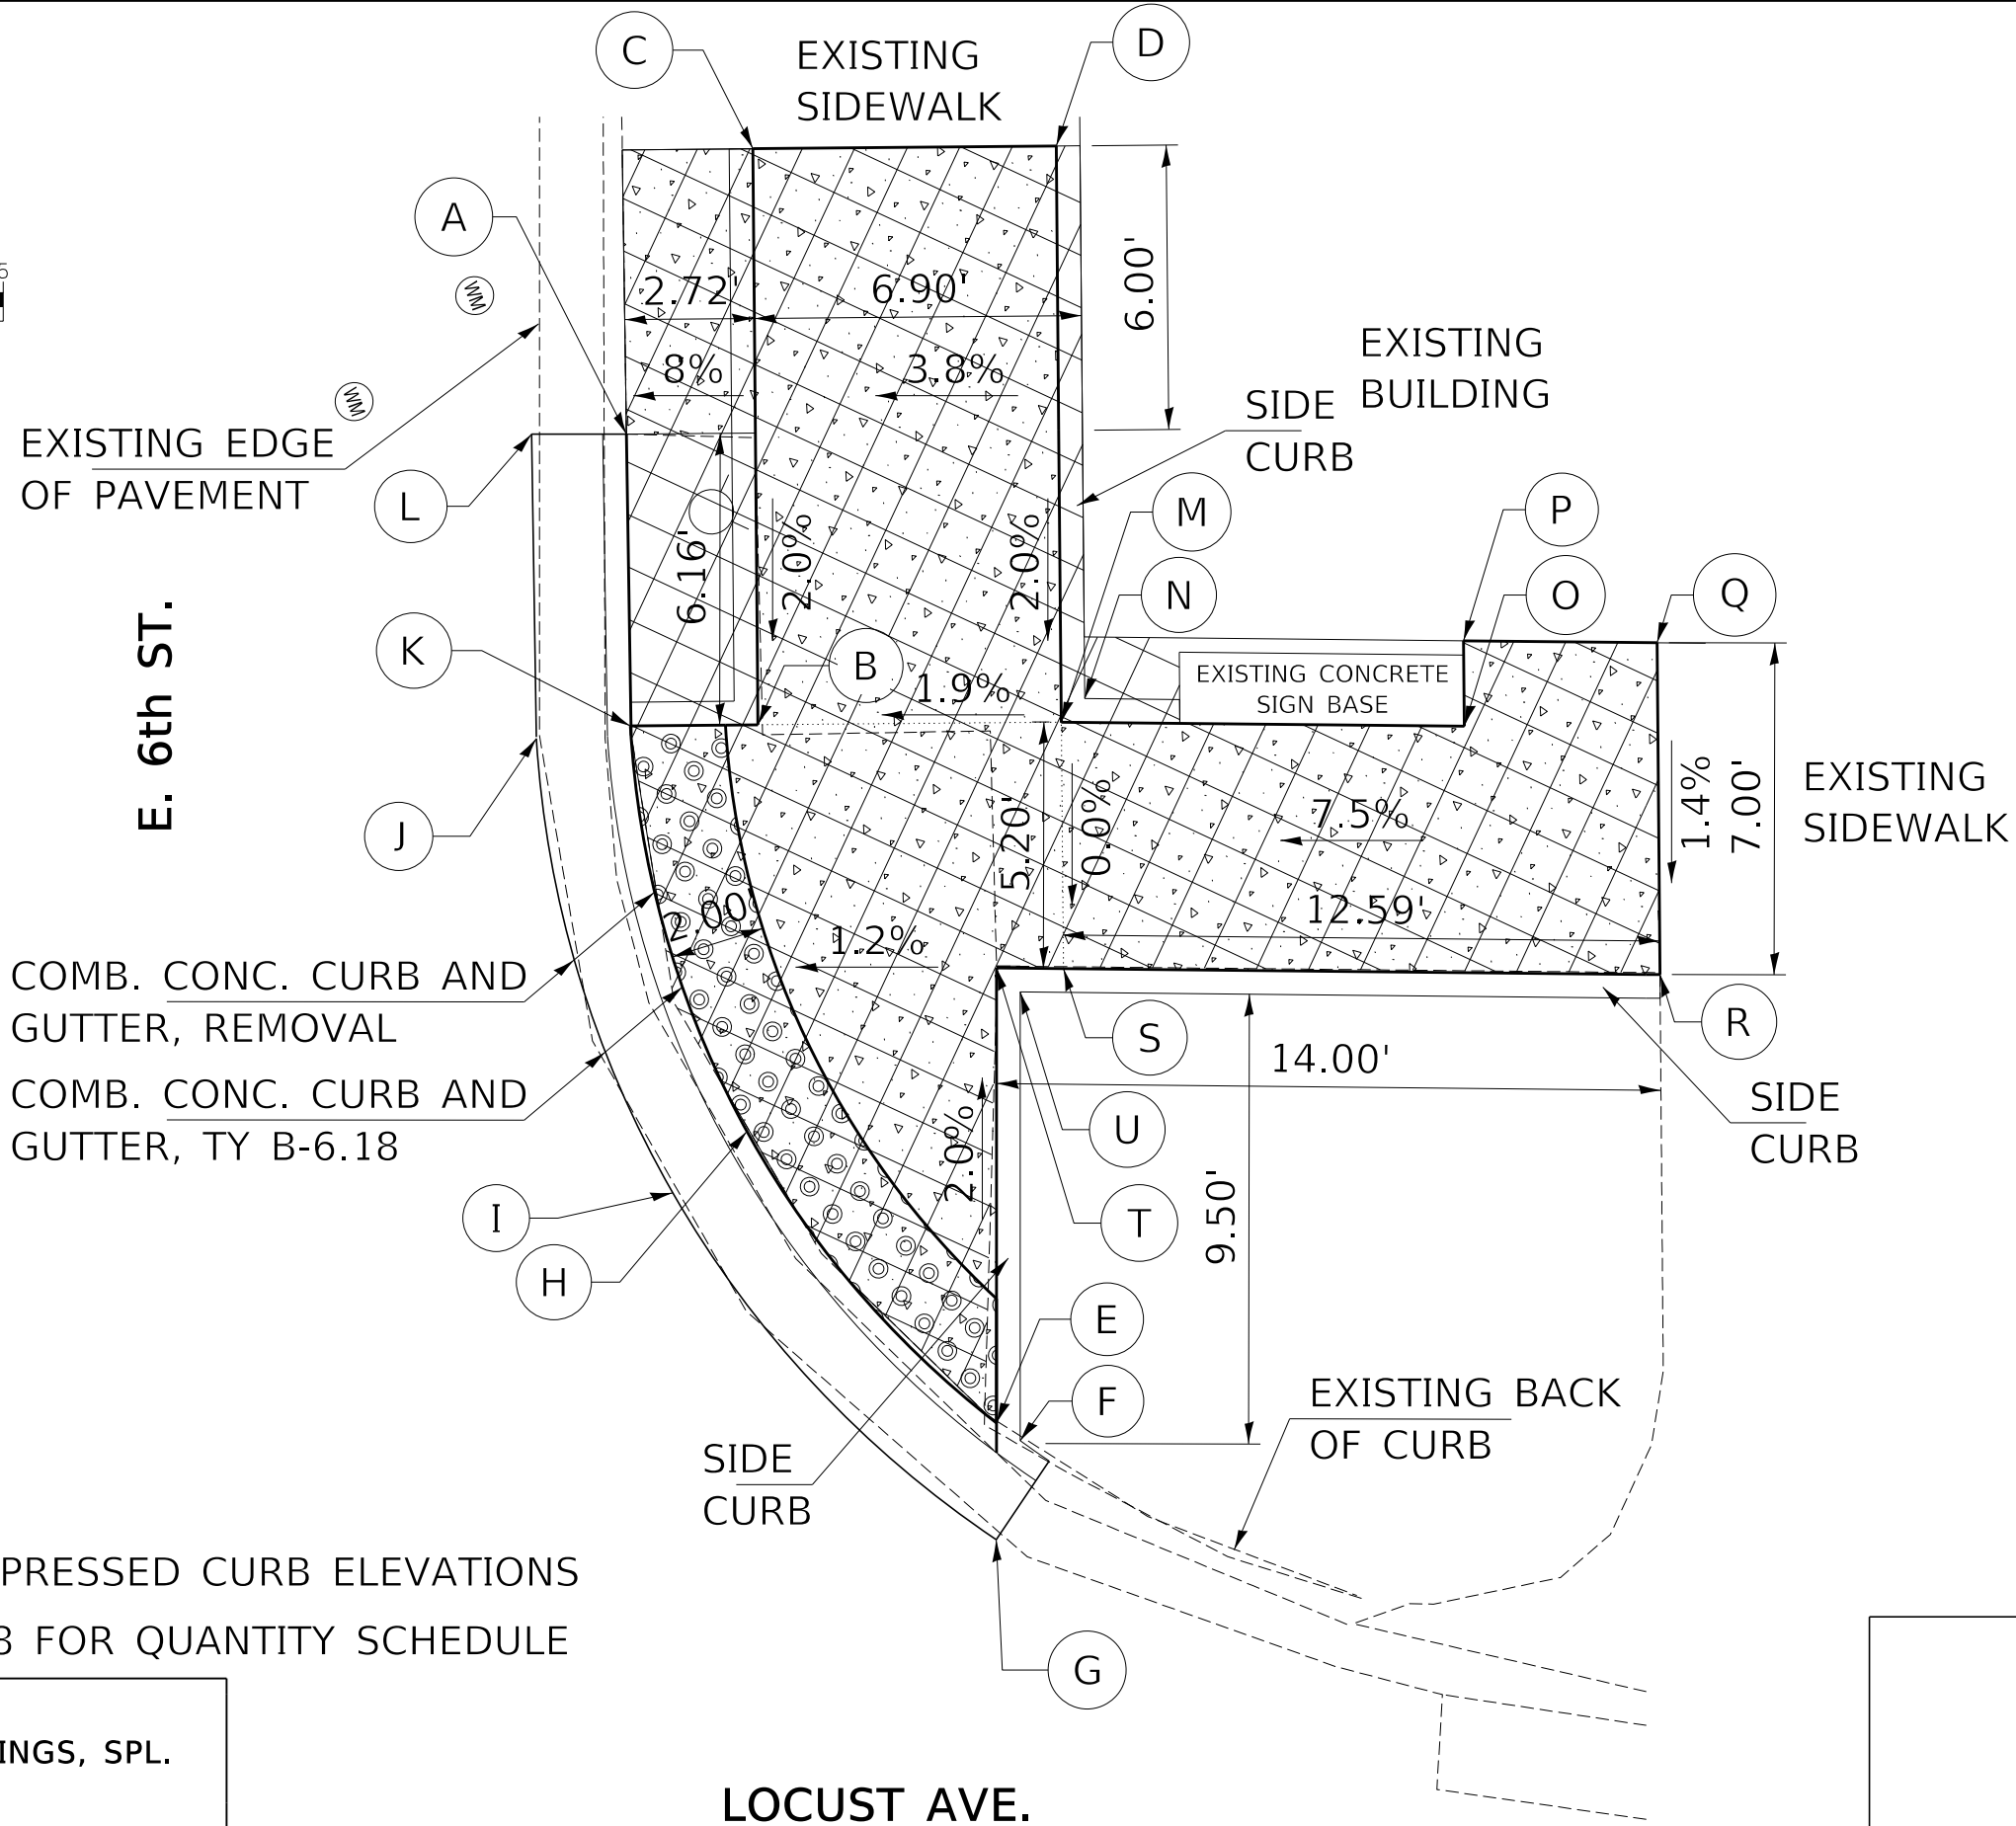 C
EXISTING
SIDEWALK
D
A
WM
2.72'
6.90'
6.00'
8%
3.8%
EXISTING
BUILDING
SIDE
CURB
WM
EXISTING EDGE
OF PAVEMENT
L
M
P
N
O
Q
6.16'
2.0%
2.0%
E. 6th ST.
K
B
1.9%
EXISTING CONCRETE
SIGN BASE
J
5.20'
0.0%
7.5%
1.4%
7.00'
EXISTING
SIDEWALK
2.00'
1.2%
12.59'
COMB. CONC. CURB AND
GUTTER, REMOVAL
S
R
14.00'
COMB. CONC. CURB AND
GUTTER, TY B-6.18
2.0%
U
SIDE
CURB
9.50'
I
T
H
E
F
SIDE
CURB
EXISTING BACK
OF CURB
PRESSED CURB ELEVATIONS
FOR QUANTITY SCHEDULE
G
INGS, SPL.
LOCUST AVE.